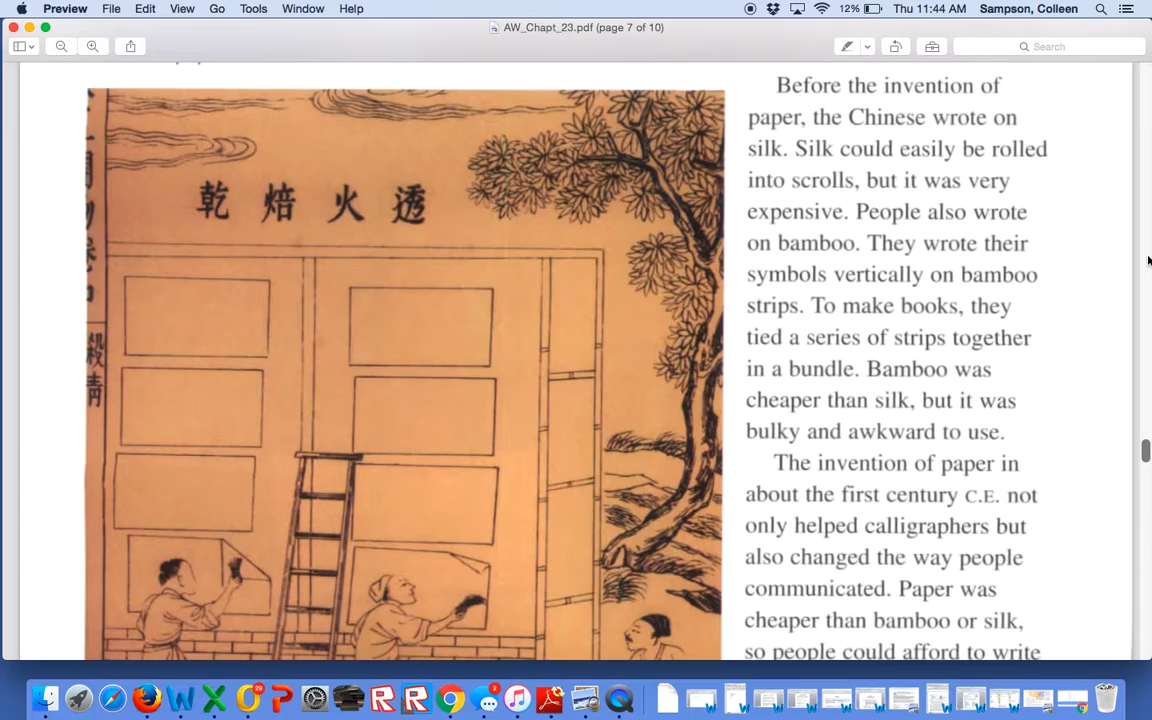 Preview File Edit View Go Tools Window Help 12% Thu 11:44 AM Sampson, Colleen
AW_Chapt_23.pdf (page 7 of 10)
Search
乾 焙 火 透
Before the invention of
paper, the Chinese wrote on
silk. Silk could easily be rolled
into scrolls, but it was very
expensive. People also wrote
on bamboo. They wrote their
symbols vertically on bamboo
strips. To make books, they
tied a series of strips together
in a bundle. Bamboo was
cheaper than silk, but it was
bulky and awkward to use.
The invention of paper in
about the first century C.E. not
only helped calligraphers but
also changed the way people
communicated. Paper was
cheaper than bamboo or silk,
so people could afford to write
29
2